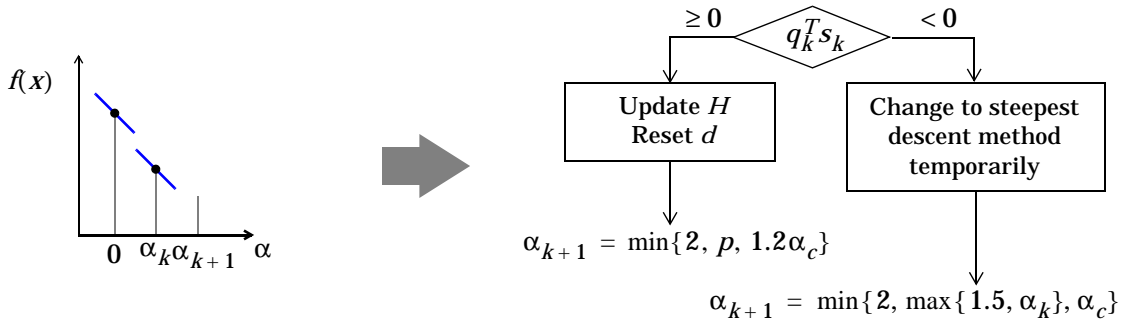 f(x)
0 α_k α_{k+1} α
≥ 0
q_k^T s_k
< 0
Update H
Reset d
Change to steepest
descent method
temporarily
α_{k+1} = min{2, p, 1.2α_c}
α_{k+1} = min{2, max{1.5, α_k}, α_c}